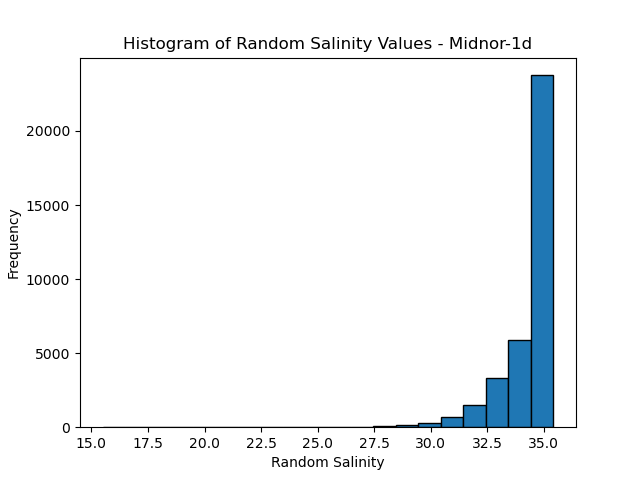 Histogram of Random Salinity Values - Midnor-1d
Frequency
20000
15000
10000
5000
0
15.0 17.5 20.0 22.5 25.0 27.5 30.0 32.5 35.0
Random Salinity